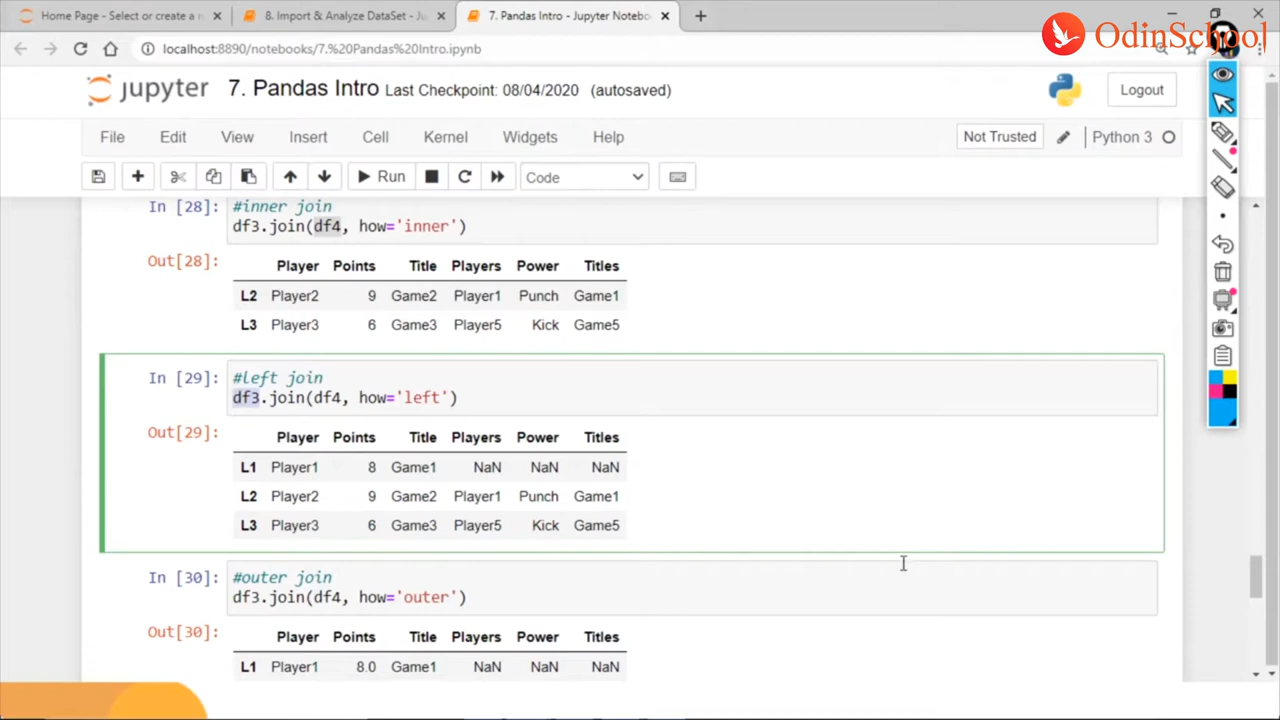 Home Page - Select or create a n
8. Import & Analyze DataSet - Ju
7. Pandas Intro - Jupyter Notebo
OdinSchool
localhost:8890/notebooks/7.%20Pandas%20Intro.ipynb
jupyter 7. Pandas Intro Last Checkpoint: 08/04/2020 (autosaved)
Logout
File Edit View Insert Cell Kernel Widgets Help
Not Trusted
Python 3
Run
Code
In [28]: #inner join
df3.join(df4, how='inner')
Out[28]:
Player Points Title Players Power Titles
L2 Player2 9 Game2 Player1 Punch Game1
L3 Player3 6 Game3 Player5 Kick Game5
In [29]: #left join
df3.join(df4, how='left')
Out[29]:
Player Points Title Players Power Titles
L1 Player1 8 Game1 NaN NaN NaN
L2 Player2 9 Game2 Player1 Punch Game1
L3 Player3 6 Game3 Player5 Kick Game5
In [30]: #outer join
df3.join(df4, how='outer')
Out[30]:
Player Points Title Players Power Titles
L1 Player1 8.0 Game1 NaN NaN NaN